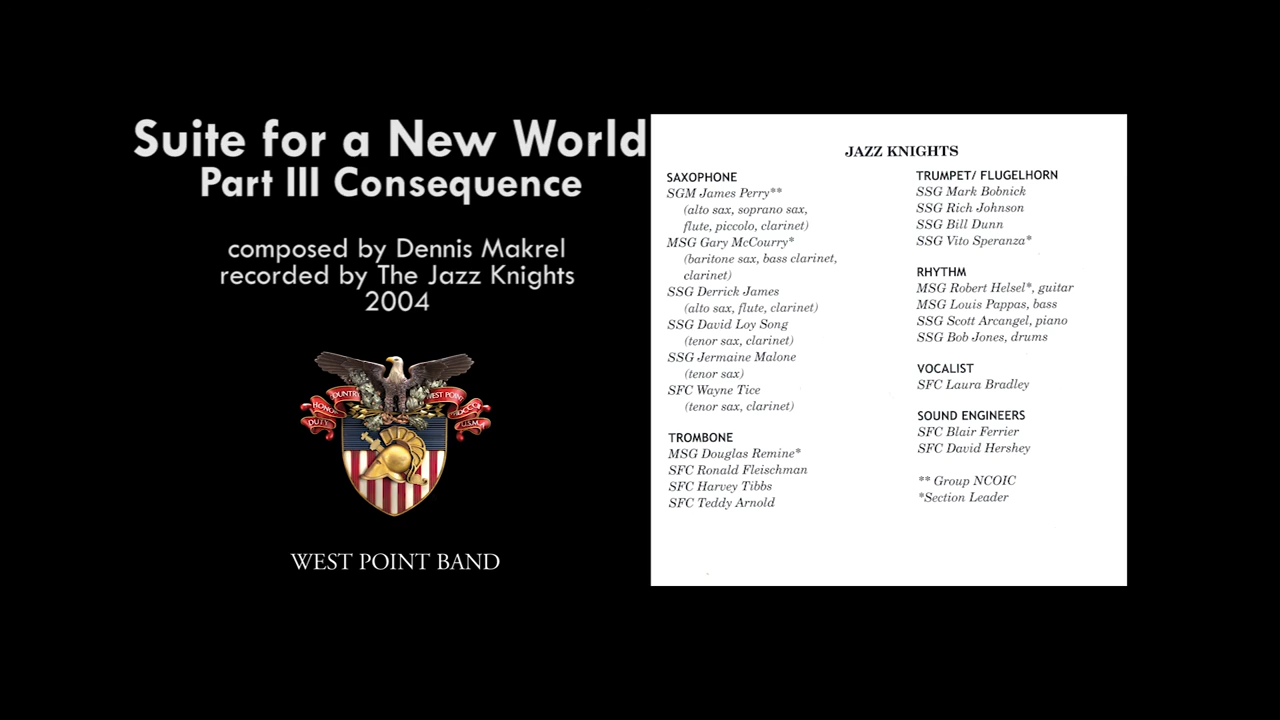 Suite for a New World
Part III Consequence
composed by Dennis Makrel
recorded by The Jazz Knights
2004
DUTY
HONOR
COUNTRY
WEST POINT
MDCCCII
U.S.M.A
WEST POINT BAND
JAZZ KNIGHTS
SAXOPHONE
SGM James Perry**
(alto sax, soprano sax,
flute, piccolo, clarinet)
MSG Gary McCourry*
(baritone sax, bass clarinet,
clarinet)
SSG Derrick James
(alto sax, flute, clarinet)
SSG David Loy Song
(tenor sax, clarinet)
SSG Jermaine Malone
(tenor sax)
SFC Wayne Tice
(tenor sax, clarinet)
TROMBONE
MSG Douglas Remine*
SFC Ronald Fleischman
SFC Harvey Tibbs
SFC Teddy Arnold
TRUMPET/ FLUGELHORN
SSG Mark Bobnick
SSG Rich Johnson
SSG Bill Dunn
SSG Vito Speranza*
RHYTHM
MSG Robert Helsel*, guitar
MSG Louis Pappas, bass
SSG Scott Arcangel, piano
SSG Bob Jones, drums
VOCALIST
SFC Laura Bradley
SOUND ENGINEERS
SFC Blair Ferrier
SFC David Hershey
** Group NCOIC
*Section Leader